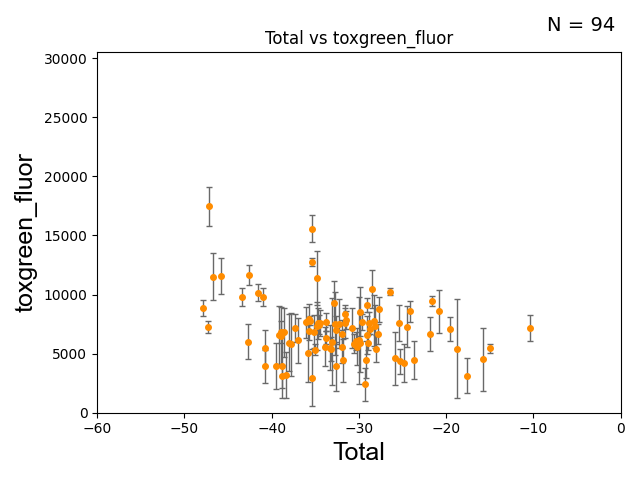 N = 94
Total vs toxgreen_fluor
30000
25000
20000
15000
10000
5000
0
toxgreen_fluor
−60 −50 −40 −30 −20 −10 0
Total